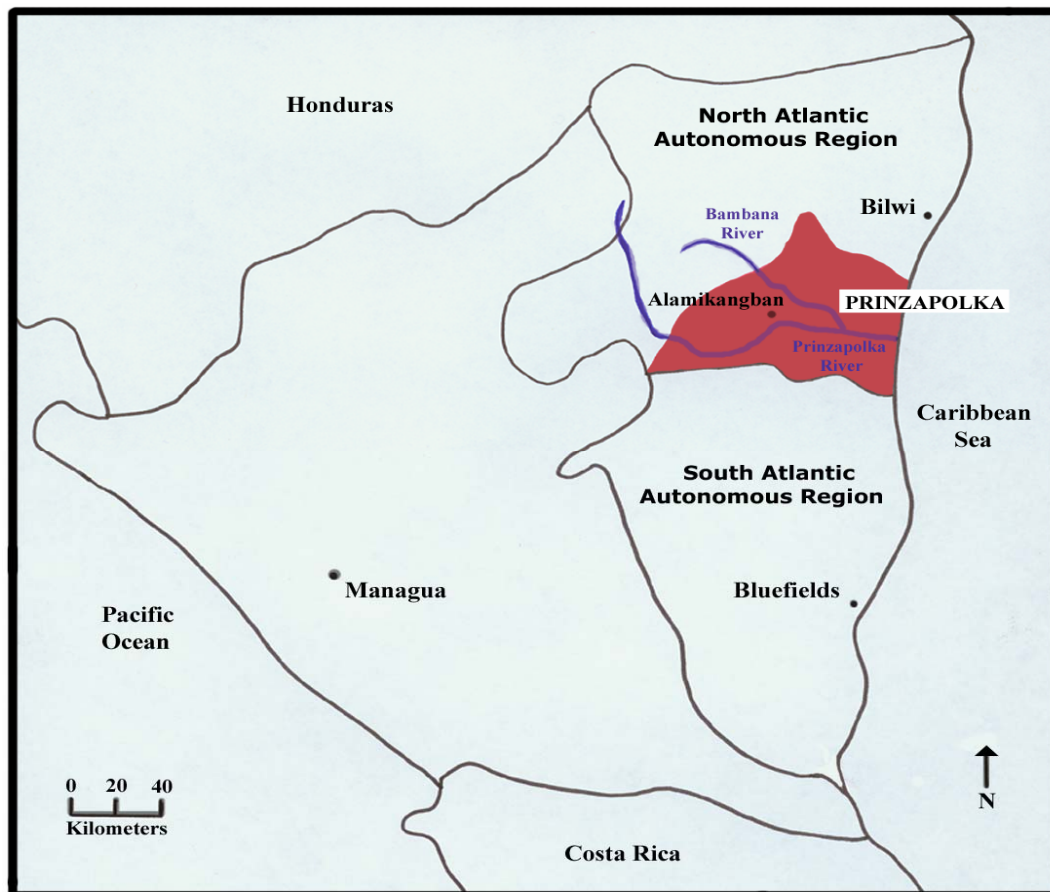 Honduras
North Atlantic
Autonomous Region
Bilwi
Bambana
River
Alamikangban
PRINZAPOLKA
Prinzapolka
River
Caribbean
Sea
South Atlantic
Autonomous Region
Managua
Bluefields
Pacific
Ocean
0 20 40
Kilometers
N
Costa Rica